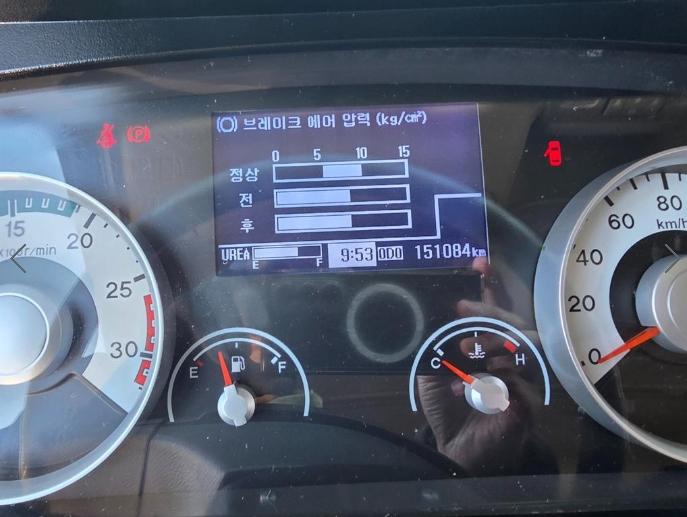 (O) 브레이크 에어 압력 (kg/㎠)
0 5 10 15
정상
전
후
UREA E F 9:53 ODO 151084km
(P)
15 20 25 30
x100r/min
E F
C H
0 20 40 60 80
km/h